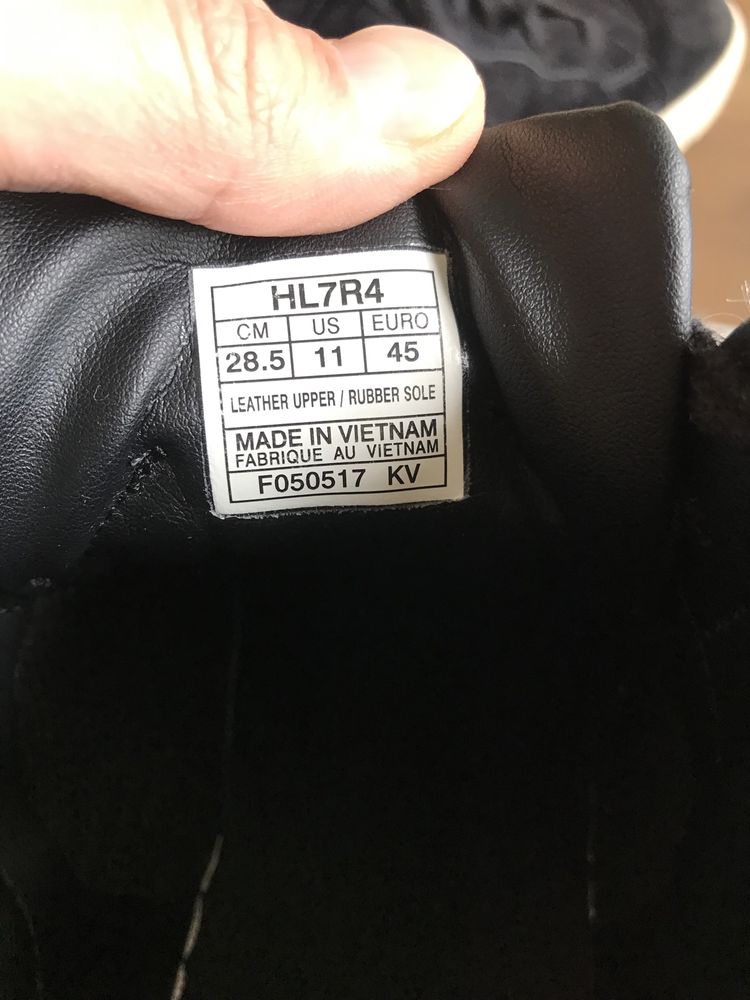 HL7R4
CM US EURO
28.5 11 45
LEATHER UPPER / RUBBER SOLE
MADE IN VIETNAM
FABRIQUE AU VIETNAM
F050517 KV